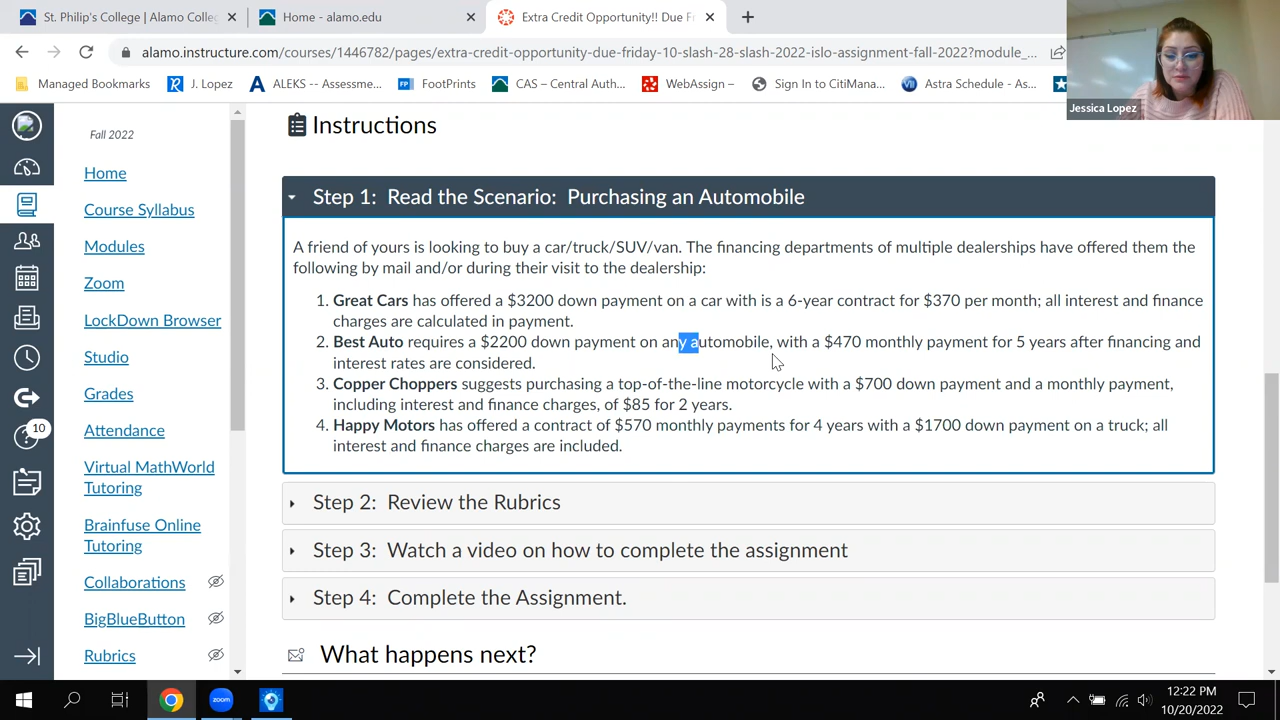 St. Philip's College | Alamo Colle
Home - alamo.edu
Extra Credit Opportunity!! Due Fr
alamo.instructure.com/courses/1446782/pages/extra-credit-opportunity-due-friday-10-slash-28-slash-2022-islo-assignment-fall-2022?module_...
Managed Bookmarks
J. Lopez
ALEKS -- Assessme...
FootPrints
CAS – Central Auth...
WebAssign –
Sign In to CitiMana...
Astra Schedule - As...
Jessica Lopez
Fall 2022
Home
Course Syllabus
Modules
Zoom
LockDown Browser
Studio
Grades
Attendance
Virtual MathWorld
Tutoring
Brainfuse Online
Tutoring
Collaborations
BigBlueButton
Rubrics
10
Instructions
Step 1: Read the Scenario: Purchasing an Automobile
A friend of yours is looking to buy a car/truck/SUV/van. The financing departments of multiple dealerships have offered them the
following by mail and/or during their visit to the dealership:
1. Great Cars has offered a $3200 down payment on a car with is a 6-year contract for $370 per month; all interest and finance
charges are calculated in payment.
2. Best Auto requires a $2200 down payment on any automobile, with a $470 monthly payment for 5 years after financing and
interest rates are considered.
3. Copper Choppers suggests purchasing a top-of-the-line motorcycle with a $700 down payment and a monthly payment,
including interest and finance charges, of $85 for 2 years.
4. Happy Motors has offered a contract of $570 monthly payments for 4 years with a $1700 down payment on a truck; all
interest and finance charges are included.
Step 2: Review the Rubrics
Step 3: Watch a video on how to complete the assignment
Step 4: Complete the Assignment.
What happens next?
zoom
12:22 PM
10/20/2022